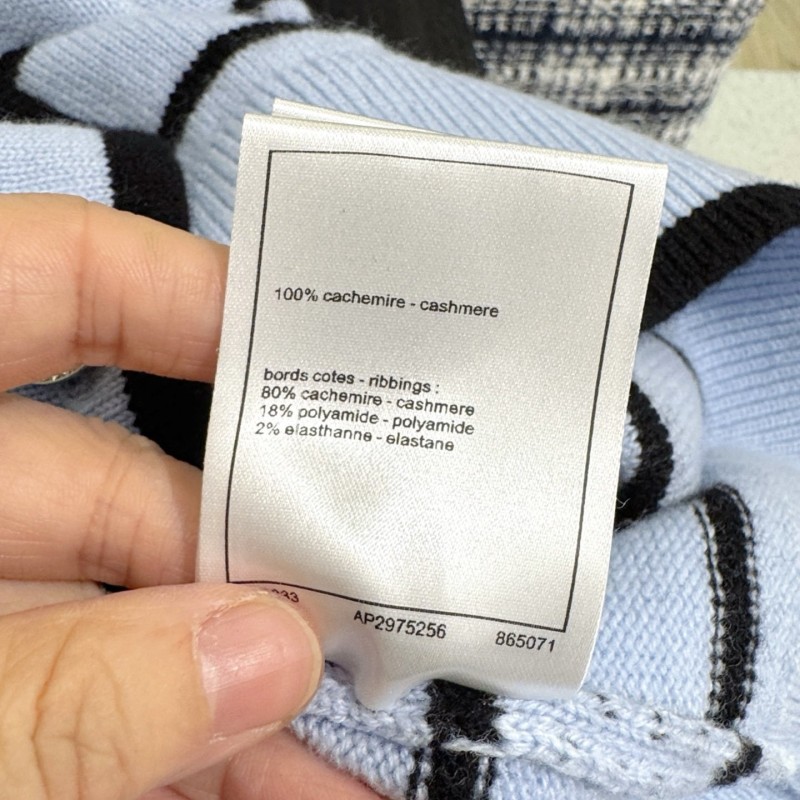 100% cachemire - cashmere
bords cotes - ribbings :
80% cachemire - cashmere
18% polyamide - polyamide
2% elasthanne - elastane
AP2975256 865071